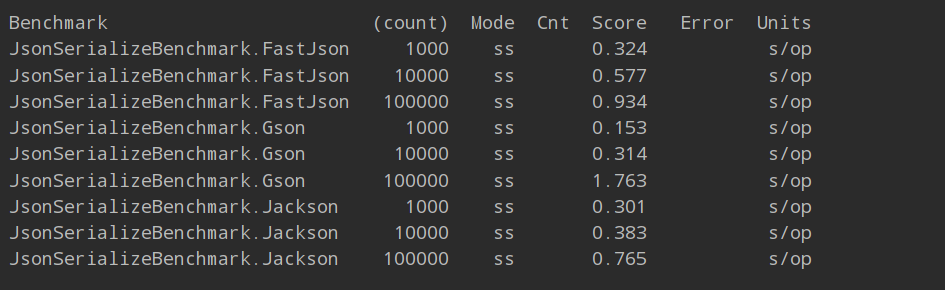 Benchmark (count) Mode Cnt Score Error Units
JsonSerializeBenchmark.FastJson 1000 ss 0.324 s/op
JsonSerializeBenchmark.FastJson 10000 ss 0.577 s/op
JsonSerializeBenchmark.FastJson 100000 ss 0.934 s/op
JsonSerializeBenchmark.Gson 1000 ss 0.153 s/op
JsonSerializeBenchmark.Gson 10000 ss 0.314 s/op
JsonSerializeBenchmark.Gson 100000 ss 1.763 s/op
JsonSerializeBenchmark.Jackson 1000 ss 0.301 s/op
JsonSerializeBenchmark.Jackson 10000 ss 0.383 s/op
JsonSerializeBenchmark.Jackson 100000 ss 0.765 s/op